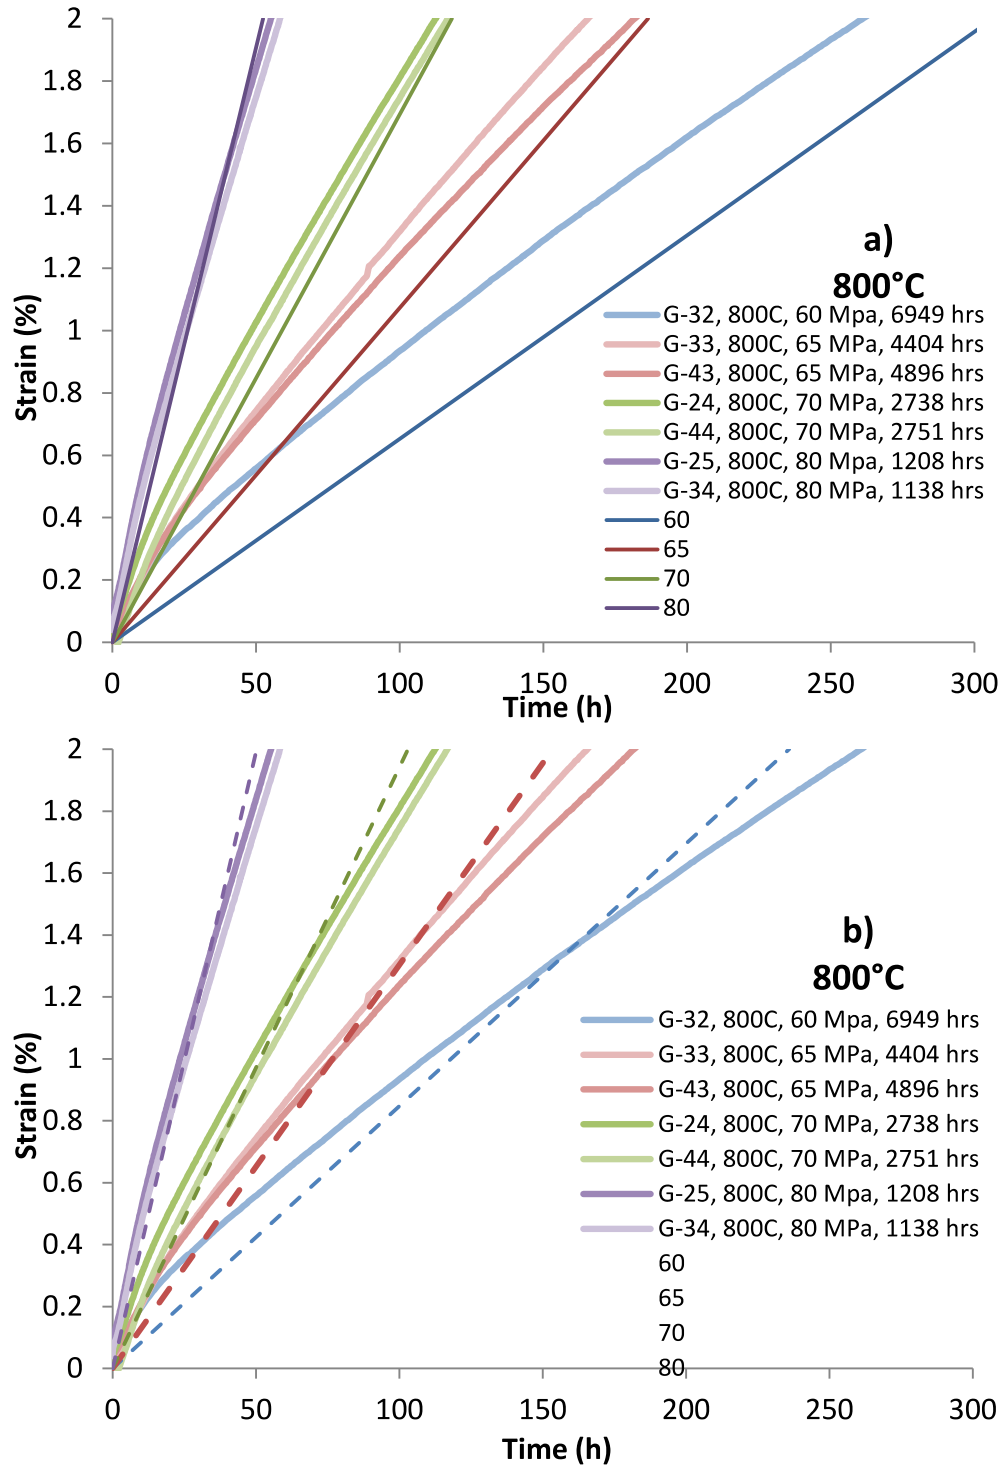 2
1.8
1.6
1.4
1.2
1
0.8
0.6
0.4
0.2
0
Strain (%)
a)
800°C
G-32, 800C, 60 Mpa, 6949 hrs
G-33, 800C, 65 MPa, 4404 hrs
G-43, 800C, 65 MPa, 4896 hrs
G-24, 800C, 70 MPa, 2738 hrs
G-44, 800C, 70 MPa, 2751 hrs
G-25, 800C, 80 Mpa, 1208 hrs
G-34, 800C, 80 MPa, 1138 hrs
60
65
70
80
0 50 100 150 200 250 300
Time (h)
2
1.8
1.6
1.4
1.2
1
0.8
0.6
0.4
0.2
0
Strain (%)
b)
800°C
G-32, 800C, 60 Mpa, 6949 hrs
G-33, 800C, 65 MPa, 4404 hrs
G-43, 800C, 65 MPa, 4896 hrs
G-24, 800C, 70 MPa, 2738 hrs
G-44, 800C, 70 MPa, 2751 hrs
G-25, 800C, 80 Mpa, 1208 hrs
G-34, 800C, 80 MPa, 1138 hrs
60
65
70
80
0 50 100 150 200 250 300
Time (h)